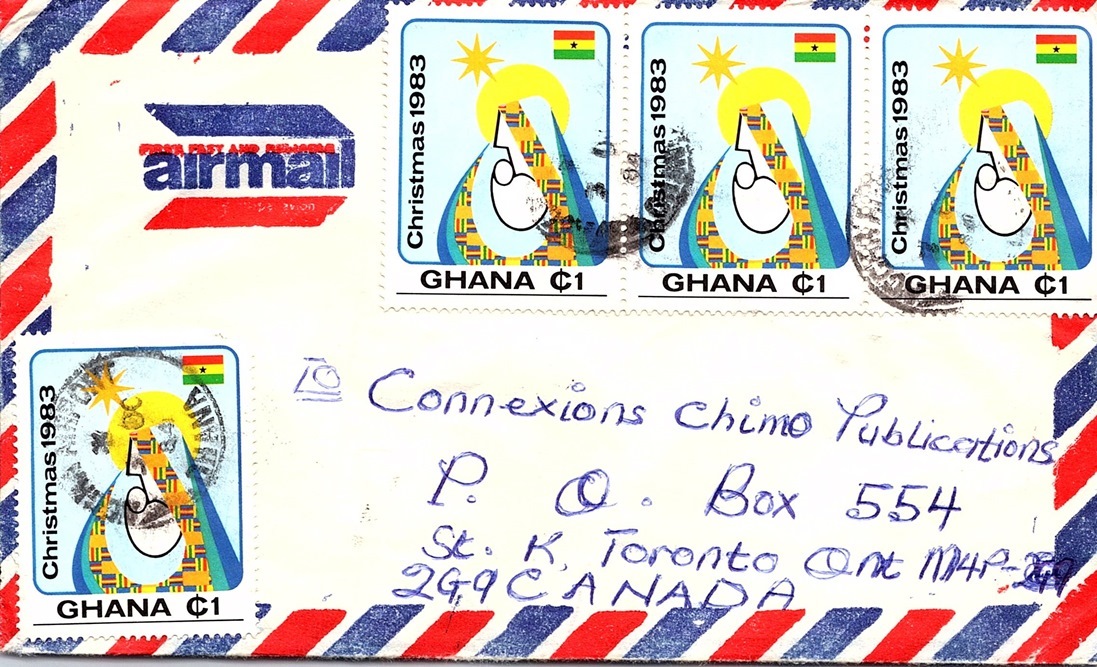 Christmas 1983
GHANA ₵1
Christmas 1983
GHANA ₵1
Christmas 1983
GHANA ₵1
airmail
Christmas 1983
GHANA ₵1
TO
Connexions Chimo Publications
P. O. Box 554
St. K. Toronto Ont M4P-
2G9 CANADA